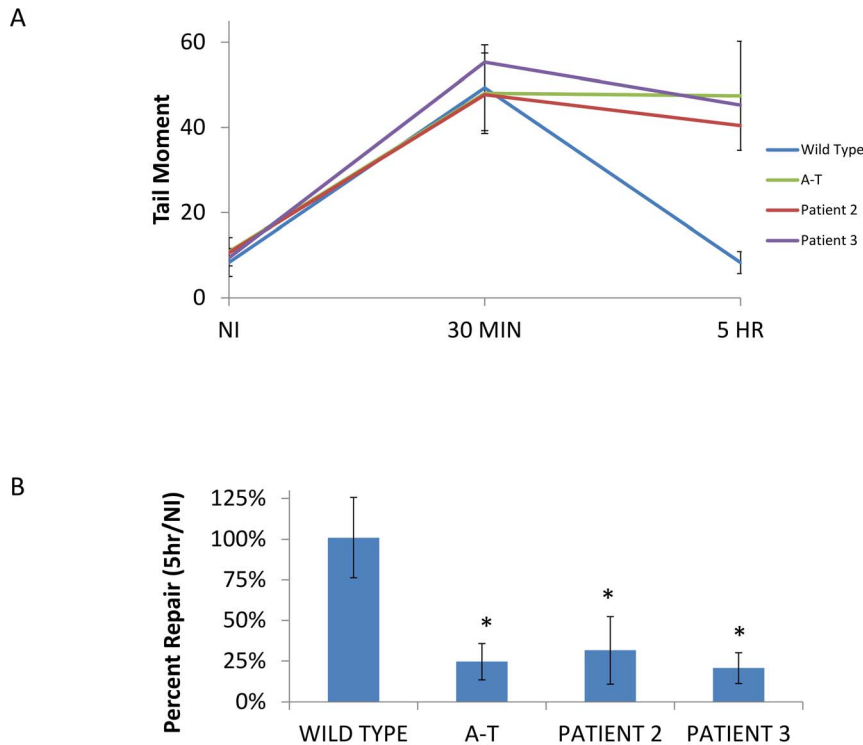 A
Tail Moment
60
40
20
0
NI 30 MIN 5 HR
Wild Type
A-T
Patient 2
Patient 3
B
Percent Repair (5hr/NI)
125%
100%
75%
50%
25%
0%
* * *
WILD TYPE A-T PATIENT 2 PATIENT 3